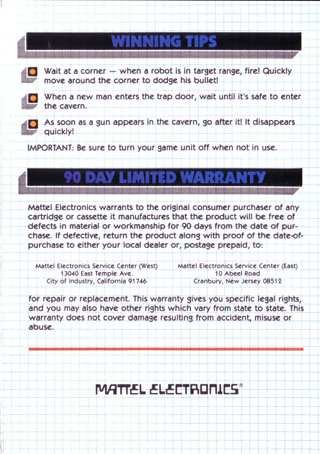 WINNING TIPS
Wait at a corner — when a robot is in target range, fire! Quickly
move around the corner to dodge his bullet!
When a new man enters the trap door, wait until it's safe to enter
the cavern.
As soon as a gun appears in the cavern, go after it! It disappears
quickly!
IMPORTANT: Be sure to turn your game unit off when not in use.
90 DAY LIMITED WARRANTY
Mattel Electronics warrants to the original consumer purchaser of any
cartridge or cassette it manufactures that the product will be free of
defects in material or workmanship for 90 days from the date of pur-
chase. If defective, return the product along with proof of the date-of-
purchase to either your local dealer or, postage prepaid, to:
Mattel Electronics Service Center (West)
13040 East Temple Ave.
City of Industry, California 91746
Mattel Electronics Service Center (East)
10 Abeel Road
Cranbury, New Jersey 08512
for repair or replacement. This warranty gives you specific legal rights,
and you may also have other rights which vary from state to state. This
warranty does not cover damage resulting from accident, misuse or
abuse.
MATTEL ELECTRONICS®